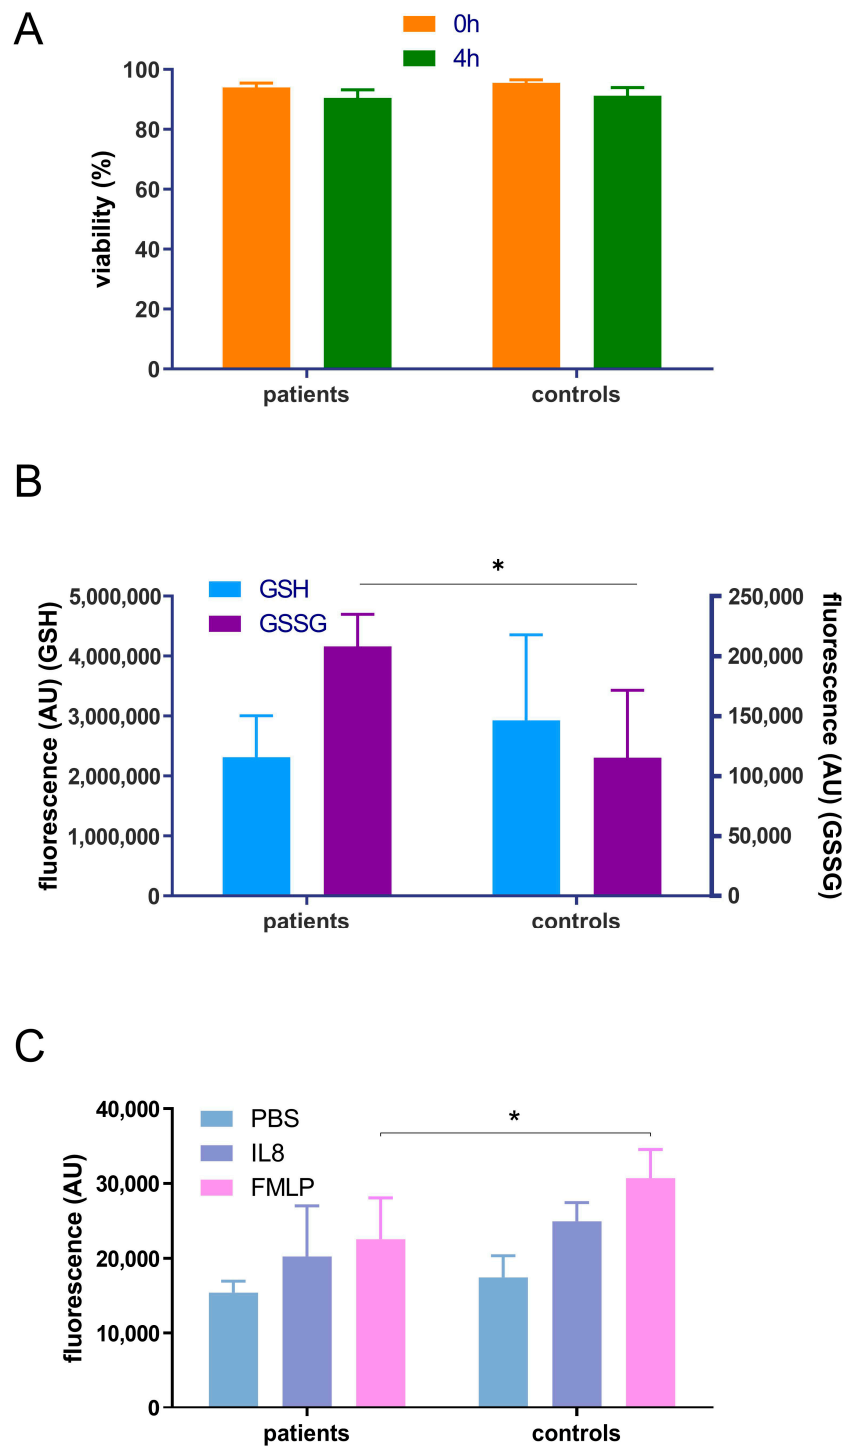 A
0h
4h
100
80
60
40
20
0
viability (%)
patients
controls
B
*
GSH
GSSG
5,000,000
4,000,000
3,000,000
2,000,000
1,000,000
0
fluorescence (AU) (GSH)
250,000
200,000
150,000
100,000
50,000
0
fluorescence (AU) (GSSG)
patients
controls
C
*
PBS
IL8
FMLP
40,000
30,000
20,000
10,000
0
fluorescence (AU)
patients
controls